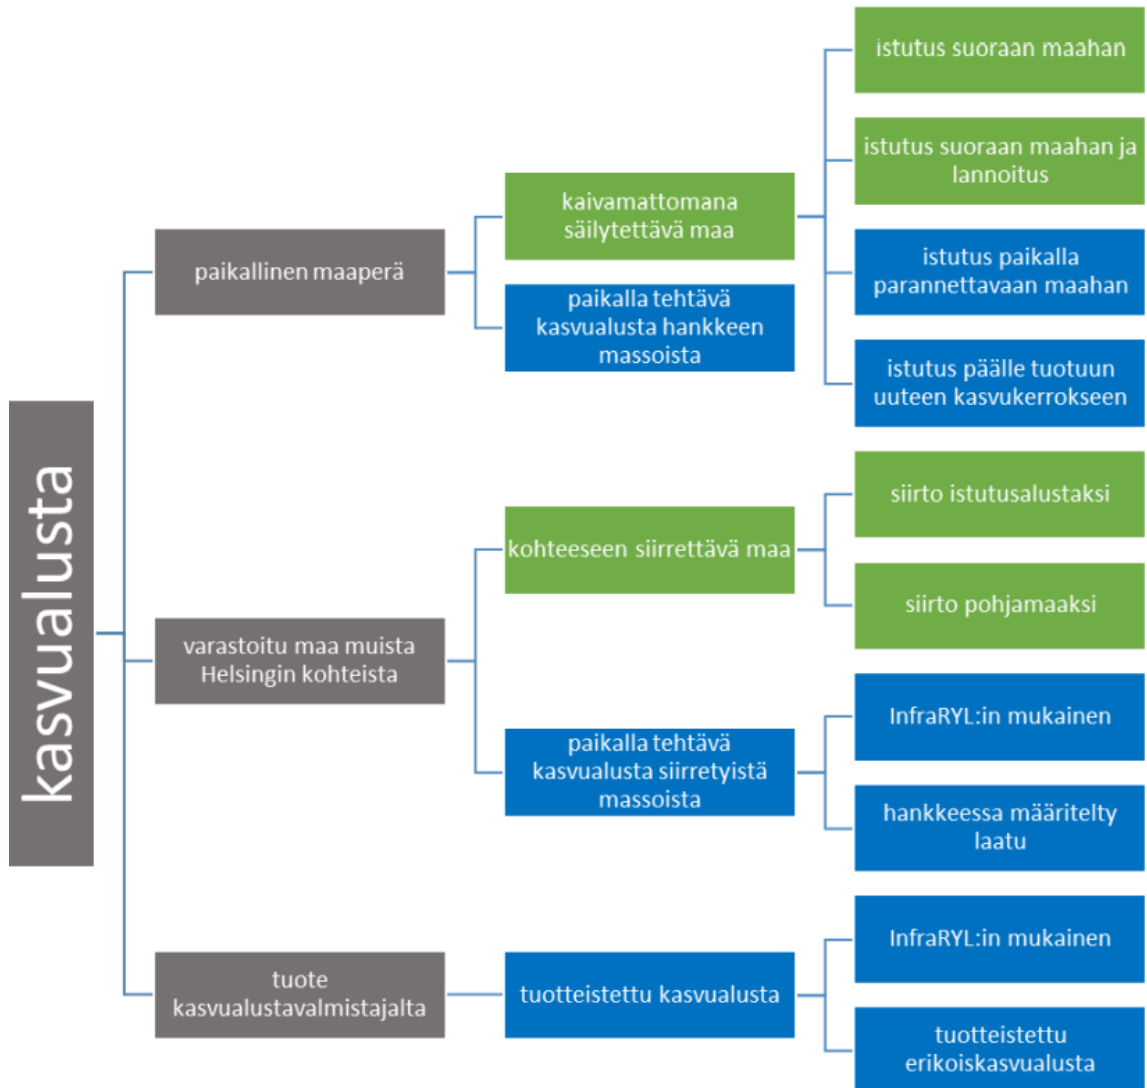 kasvualusta
paikallinen maaperä
kaivamattomana
säilytettävä maa
istutus suoraan maahan
istutus suoraan maahan ja
lannoitus
istutus paikalla
parannettavaan maahan
istutus päälle tuotuun
uuteen kasvukerrokseen
paikalla tehtävä
kasvualusta hankkeen
massoista
varastoitu maa muista
Helsingin kohteista
kohteeseen siirrettävä maa
siirto istutusalustaksi
siirto pohjamaaksi
paikalla tehtävä
kasvualusta siirretyistä
massoista
InfraRYL:in mukainen
hankkeessa määritelty
laatu
tuote
kasvualustavalmistajalta
tuotteistettu kasvualusta
InfraRYL:in mukainen
tuotteistettu
erikoiskasvualusta